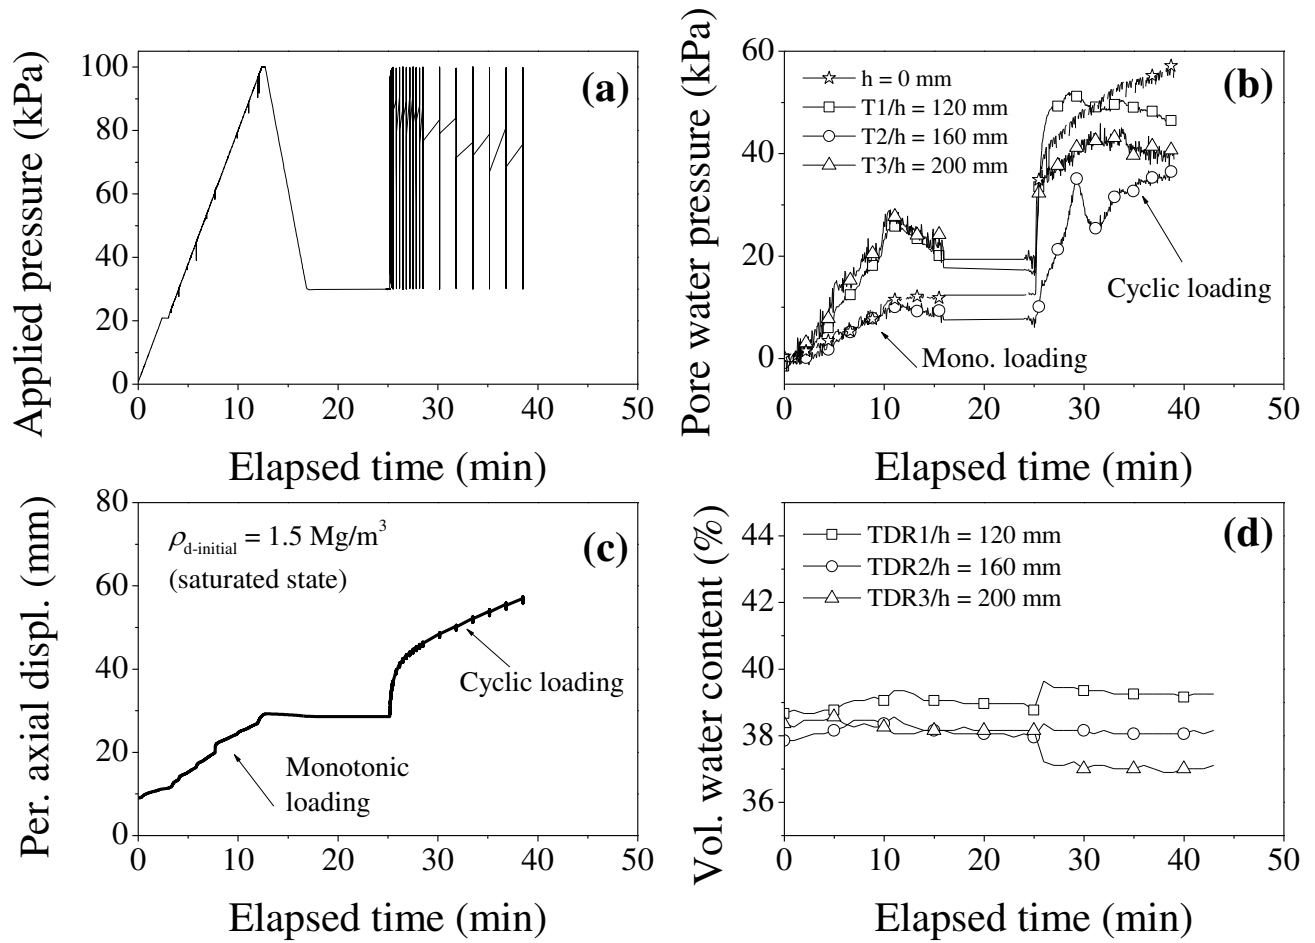 Applied pressure (kPa)
100
80
60
40
20
0
(a)
0 10 20 30 40 50
Elapsed time (min)
Pore water pressure (kPa)
60
40
20
0
h = 0 mm
T1/h = 120 mm
T2/h = 160 mm
T3/h = 200 mm
(b)
Cyclic loading
Mono. loading
0 10 20 30 40 50
Elapsed time (min)
Per. axial displ. (mm)
80
60
40
20
0
ρd-initial = 1.5 Mg/m³
(saturated state)
(c)
Cyclic loading
Monotonic
loading
0 10 20 30 40 50
Elapsed time (min)
Vol. water content (%)
44
42
40
38
36
TDR1/h = 120 mm
TDR2/h = 160 mm
TDR3/h = 200 mm
(d)
0 10 20 30 40 50
Elapsed time (min)